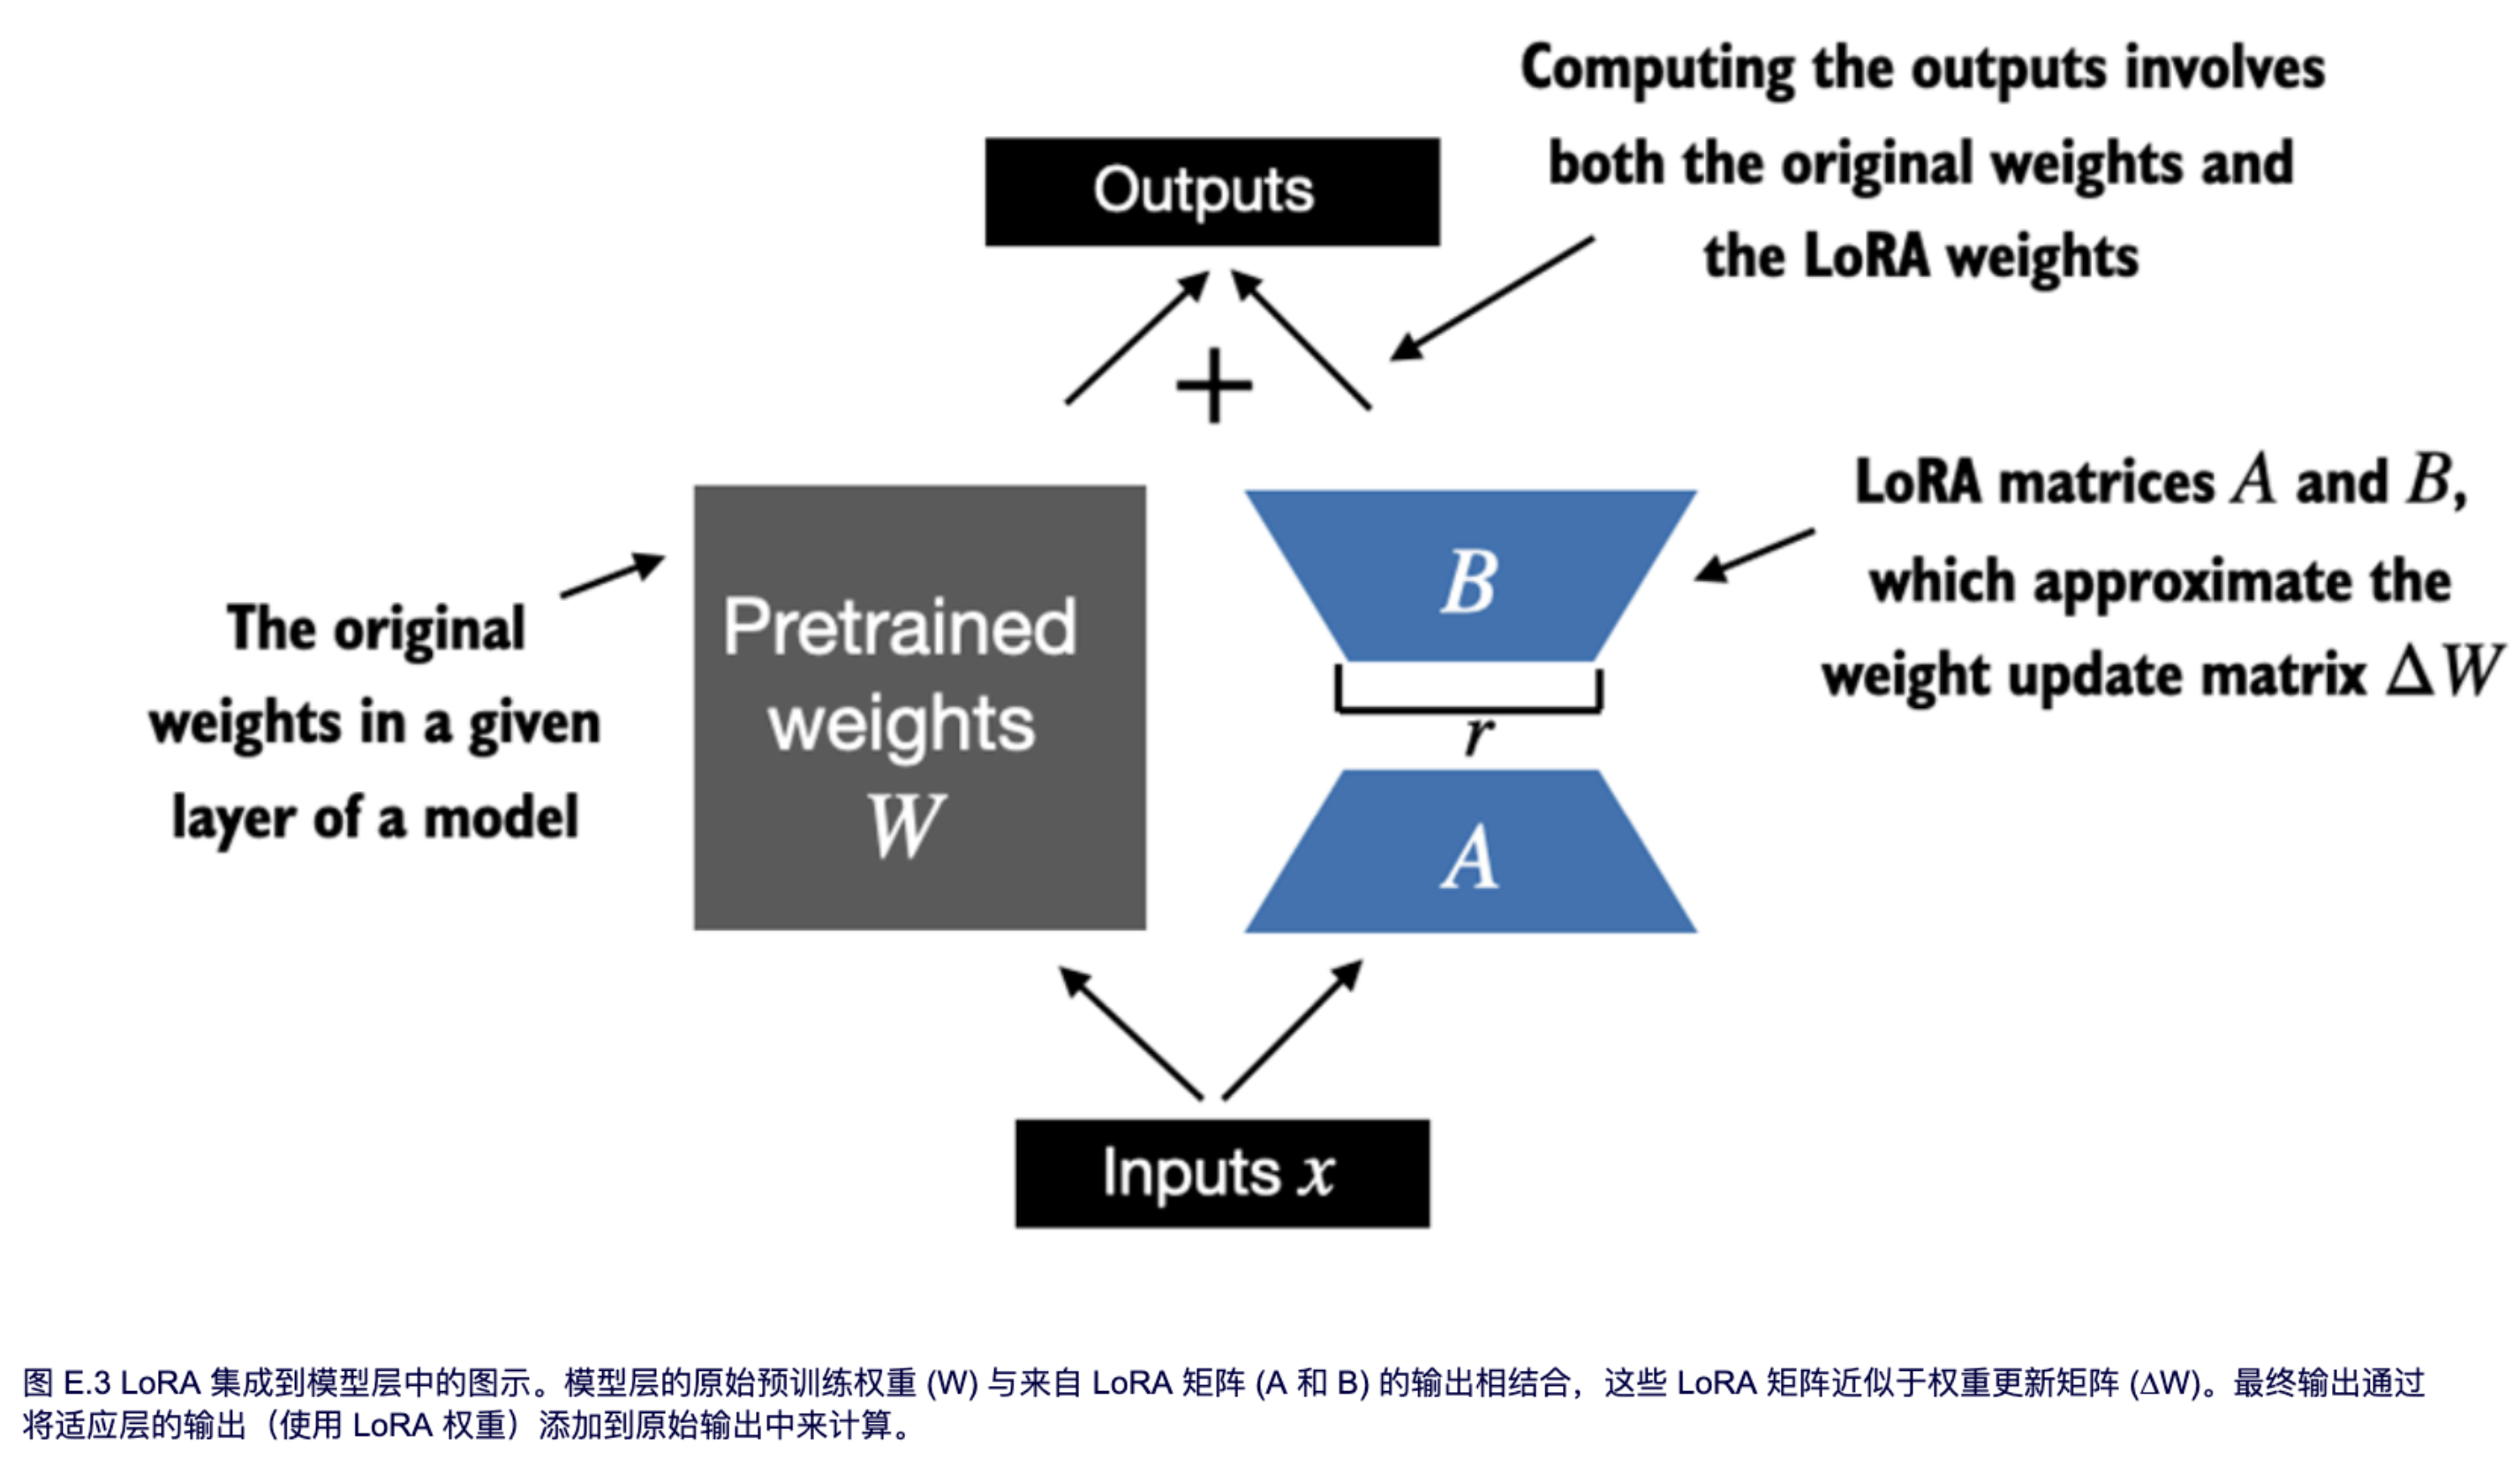 Computing the outputs involves
both the original weights and
the LoRA weights
Outputs
+
The original
weights in a given
layer of a model
Pretrained
weights
W
B
r
A
LoRA matrices A and B,
which approximate the
weight update matrix ΔW
Inputs x
图 E.3 LoRA 集成到模型层中的图示。模型层的原始预训练权重 (W) 与来自 LoRA 矩阵 (A 和 B) 的输出相结合，这些 LoRA 矩阵近似于权重更新矩阵 (ΔW)。最终输出通过
将适应层的输出（使用 LoRA 权重）添加到原始输出中来计算。